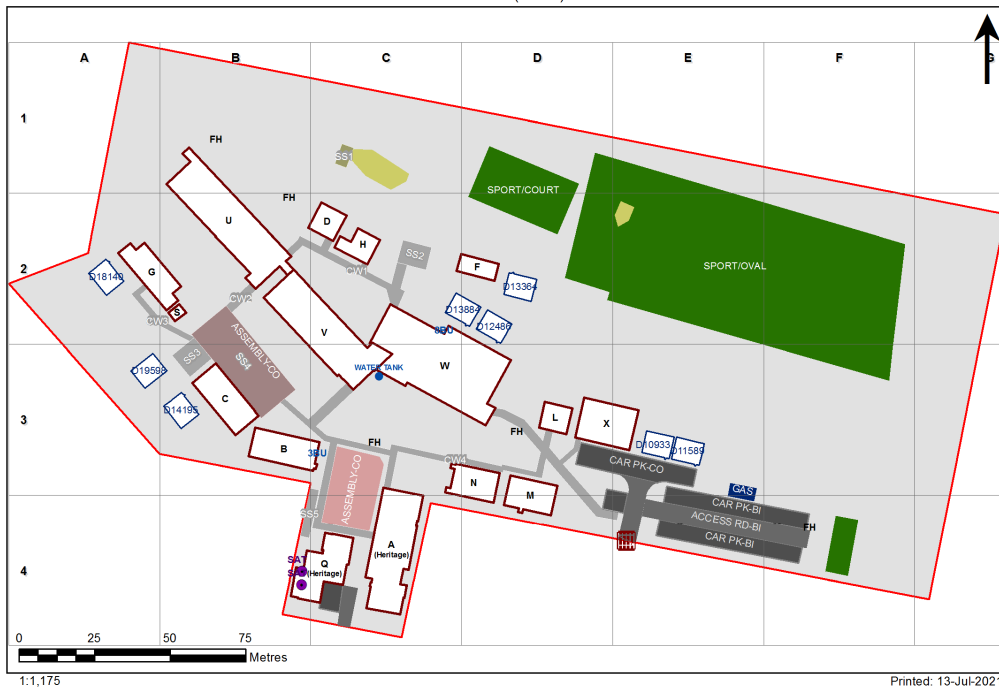 A B C D E F G
1
FH
SS1
FH
SPORT/COURT
D
U
H
2
G
D18140
CW1
SS2
F
SPORT/OVAL
D13364
CW2
S
CW3
D13884
D12486
V
ASSEMBLY-CO
SS4
SS3
W
WATER TANK
D19598
C
D14195
3
L
X
FH
FH
B
3BU
D10933
D11589
CW4
CAR PK-CO
N
M
GAS
ASSEMBLY-CO
CAR PK-BI
SS5
ACCESS RD-BI
FH
CAR PK-BI
A
(Heritage)
SAT
Q
(Heritage)
4
0 25 50 75
Metres
1:1,175
Printed: 13-Jul-2021